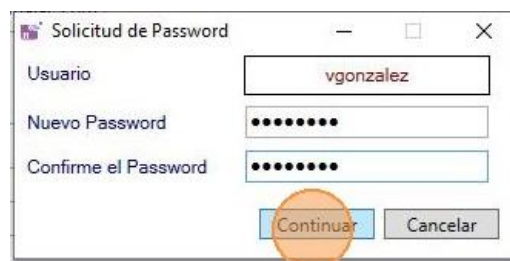 Solicitud de Password
Usuario
vgonzalez
Nuevo Password
●●●●●●●●
Confirme el Password
●●●●●●●●
Continuar Cancelar